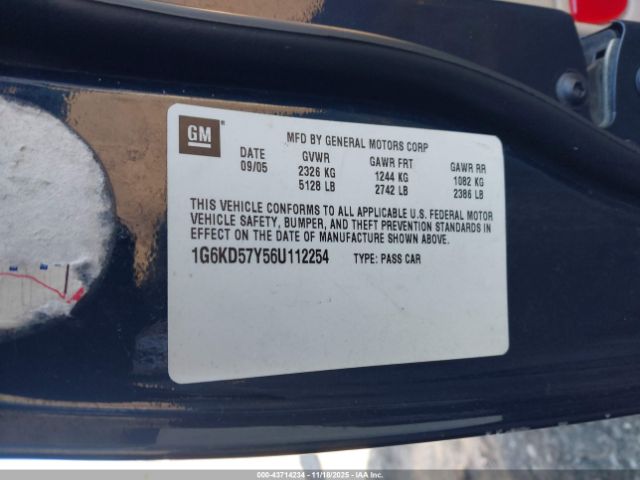 GM
MFD BY GENERAL MOTORS CORP
DATE GVWR GAWR FRT GAWR RR
09/05 2326 KG 1244 KG 1082 KG
5128 LB 2742 LB 2386 LB
THIS VEHICLE CONFORMS TO ALL APPLICABLE U.S. FEDERAL MOTOR
VEHICLE SAFETY, BUMPER, AND THEFT PREVENTION STANDARDS IN
EFFECT ON THE DATE OF MANUFACTURE SHOWN ABOVE.
1G6KD57Y56U112254 TYPE: PASS CAR
000-43714234 - 11/18/2025 - IAAI.CA